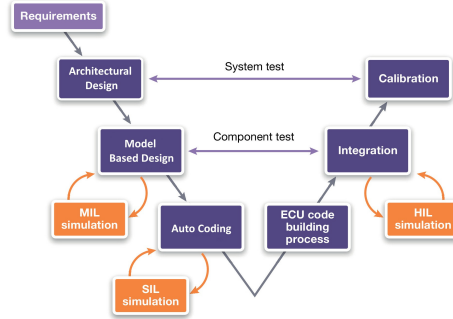 Requirements
System test
Architectural
Design
Calibration
Component test
Model
Based Design
Integration
MIL
simulation
Auto Coding
ECU code
building
process
HIL
simulation
SIL
simulation